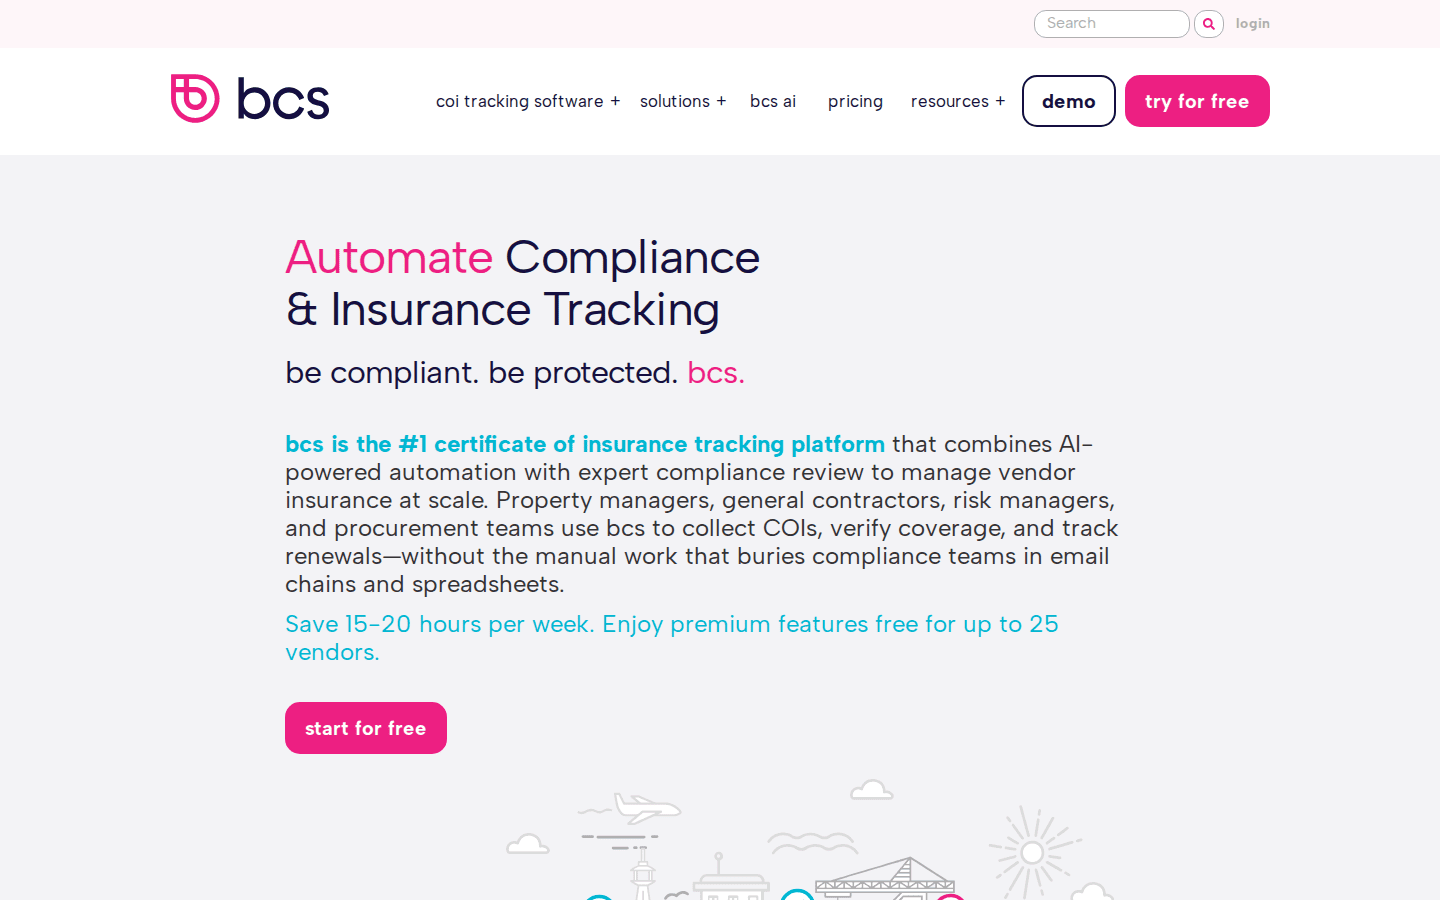 Search
login
bcs
coi tracking software +
solutions +
bcs ai
pricing
resources +
demo
try for free
Automate Compliance
& Insurance Tracking
be compliant. be protected. bcs.
bcs is the #1 certificate of insurance tracking platform that combines AI-
powered automation with expert compliance review to manage vendor
insurance at scale. Property managers, general contractors, risk managers,
and procurement teams use bcs to collect COIs, verify coverage, and track
renewals—without the manual work that buries compliance teams in email
chains and spreadsheets.
Save 15-20 hours per week. Enjoy premium features free for up to 25
vendors.
start for free